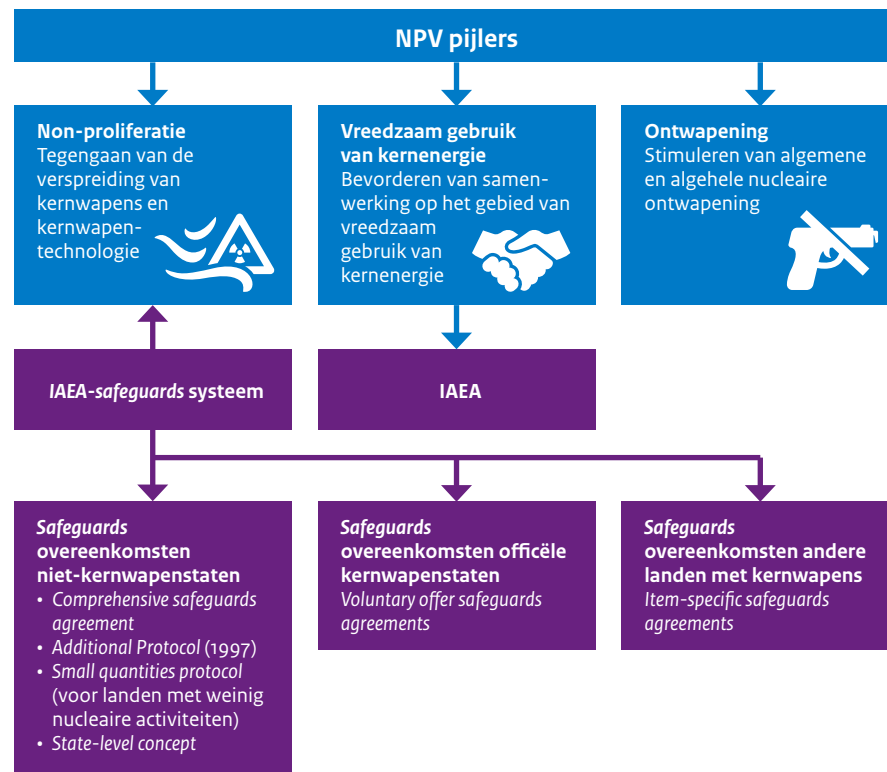 NPV pijlers
Non-proliferatie
Tegengaan van de
verspreiding van
kernwapens en
kernwapen-
technologie
Vreedzaam gebruik
van kernenergie
Bevorderen van samen-
werking op het gebied van
vreedzaam
gebruik van
kernenergie
Ontwapening
Stimuleren van algemene
en algehele nucleaire
ontwapening
IAEA-safeguards systeem
IAEA
Safeguards
overeenkomsten
niet-kernwapenstaten
• Comprehensive safeguards
agreement
• Additional Protocol (1997)
• Small quantities protocol
(voor landen met weinig
nucleaire activiteiten)
• State-level concept
Safeguards
overeenkomsten officële
kernwapenstaten
Voluntary offer safeguards
agreements
Safeguards
overeenkomsten andere
landen met kernwapens
Item-specific safeguards
agreements